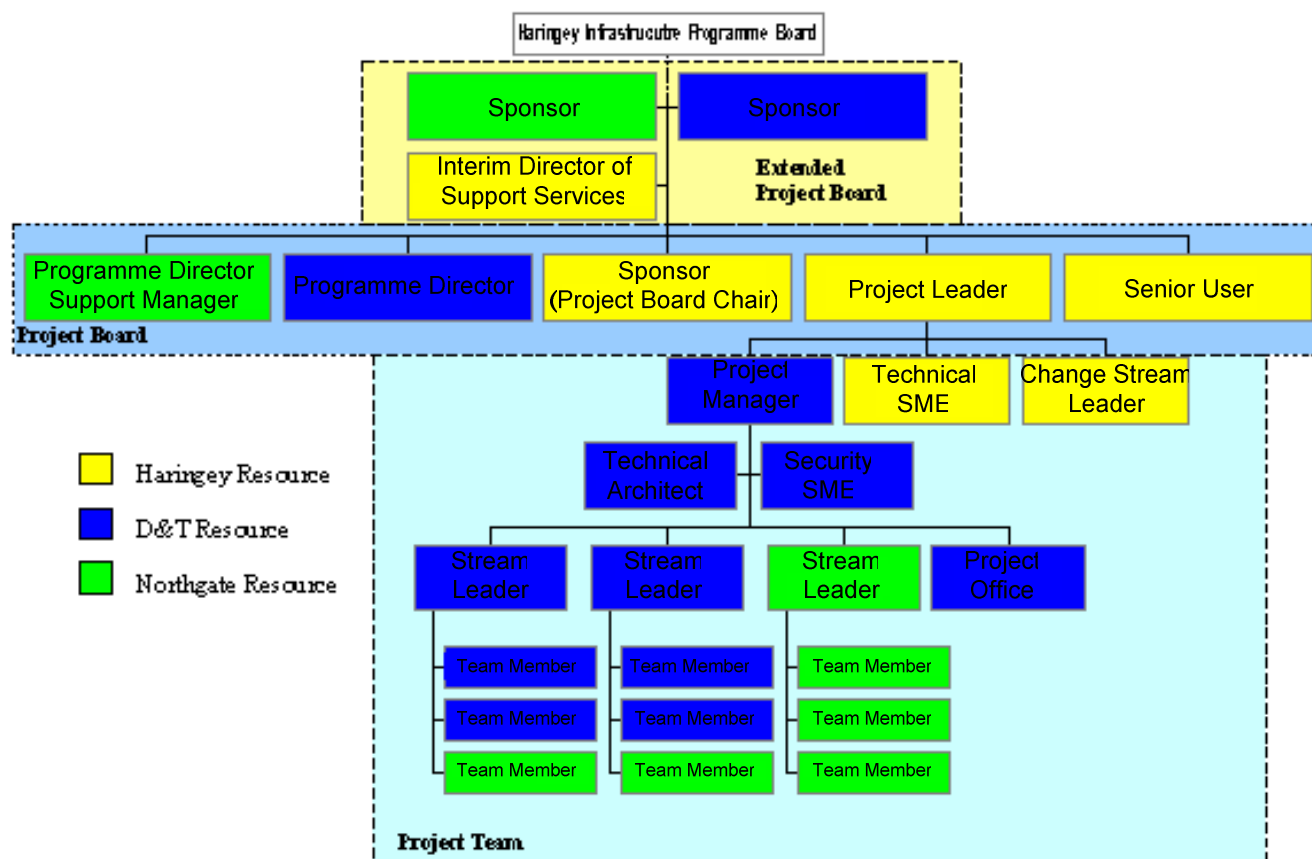 Haringey Infrastrucutre Programme Board
Sponsor
Sponsor
Interim Director of
Support Services
Extended
Project Board
Programme Director
Support Manager
Programme Director
Sponsor
(Project Board Chair)
Project Leader
Senior User
Project Board
Project
Manager
Technical
SME
Change Stream
Leader
Technical
Architect
Security
SME
Haringey Resource
D&T Resource
Northgate Resource
Stream
Leader
Stream
Leader
Stream
Leader
Project
Office
Team Member
Team Member
Team Member
Team Member
Team Member
Team Member
Team Member
Team Member
Team Member
Project Team